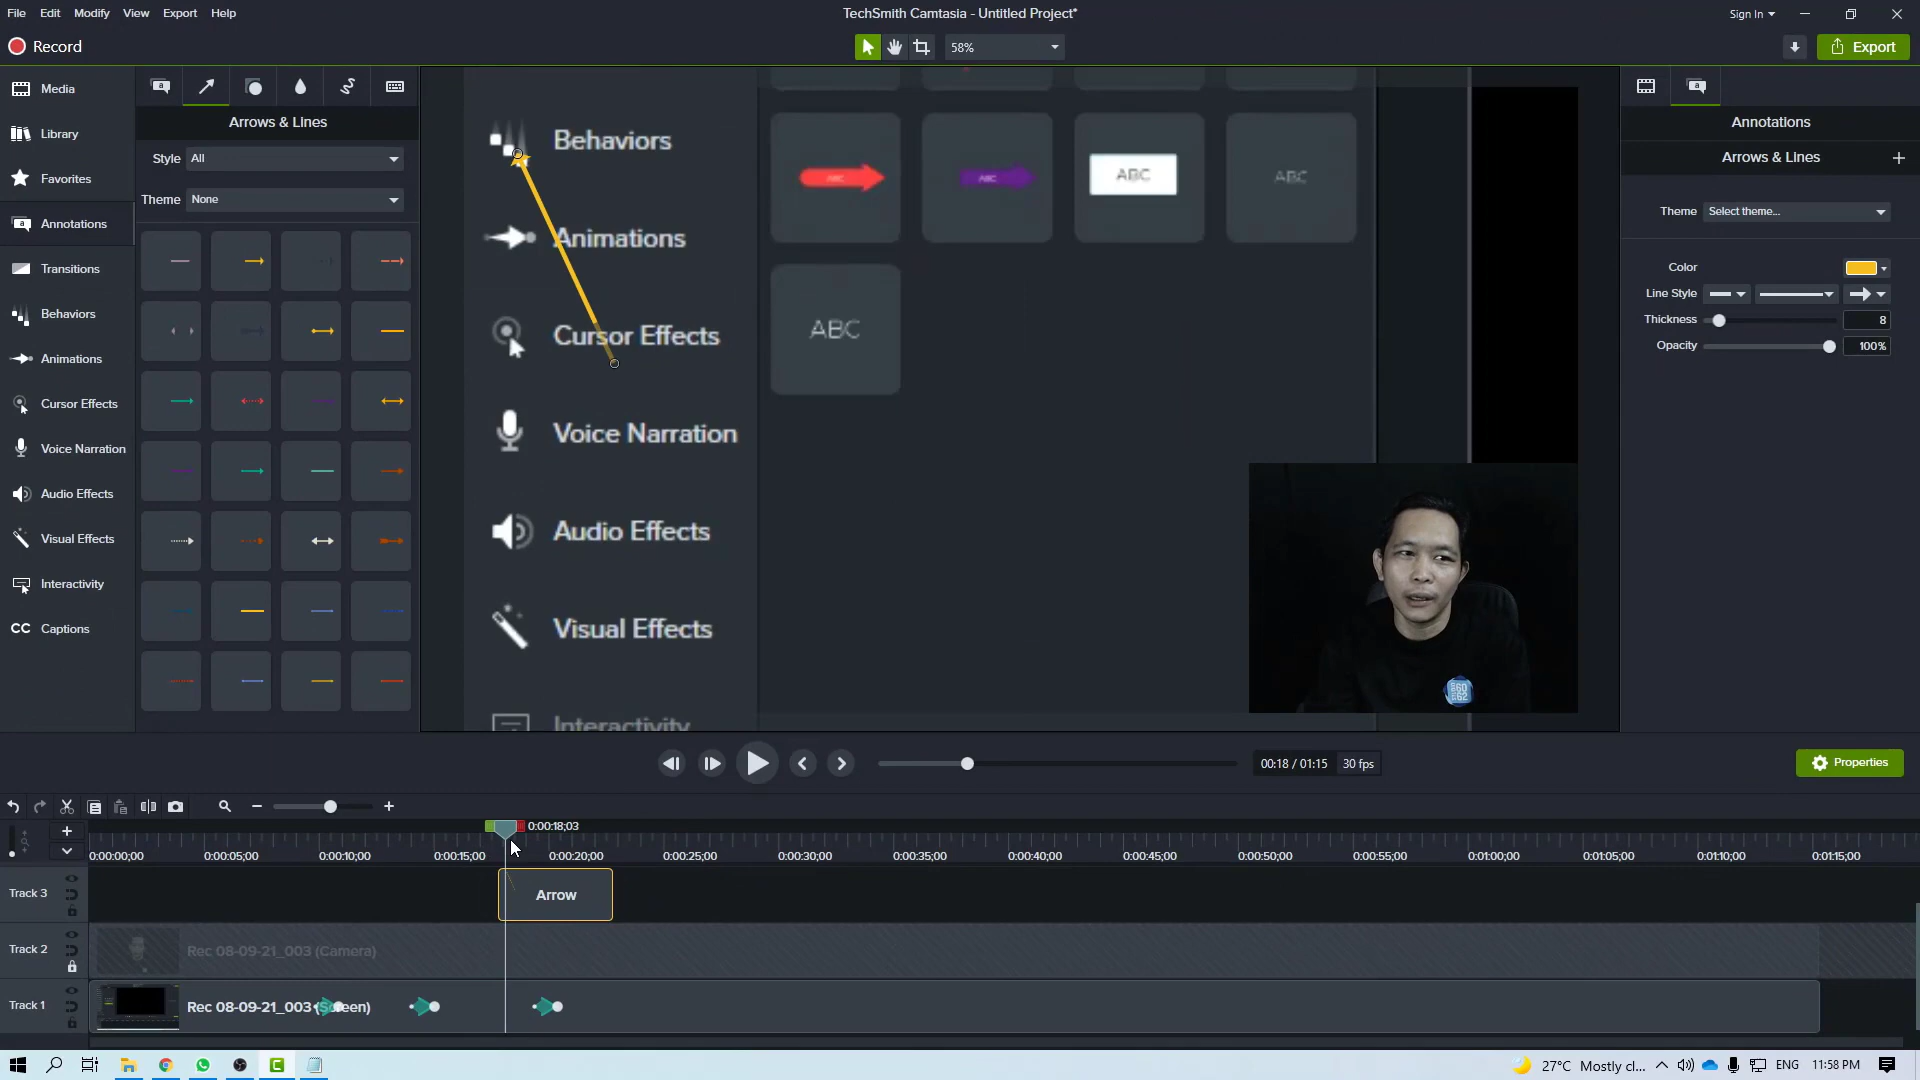 File Edit Modify View Export Help
TechSmith Camtasia - Untitled Project*
Sign In
Record
58%
Export
Media
Library
Favorites
Annotations
Transitions
Behaviors
Animations
Cursor Effects
Voice Narration
Audio Effects
Visual Effects
Interactivity
CC Captions
a
Arrows & Lines
Style All
Theme None
Behaviors
Animations
Cursor Effects
Voice Narration
Audio Effects
Visual Effects
Interactivity
ABC ABC ABC ABC
ABC
a
Annotations
Arrows & Lines
Theme Select theme...
Color
Line Style
Thickness 8
Opacity 100%
00:18 / 01:15 30 fps
Properties
0:00:18;03
0:00:00;00 0:00:05;00 0:00:10;00 0:00:15;00 0:00:20;00 0:00:25;00 0:00:30;00 0:00:35;00 0:00:40;00 0:00:45;00 0:00:50;00 0:00:55;00 0:01:00;00 0:01:05;00 0:01:10;00 0:01:15;00
Track 3
Arrow
Track 2
Rec 08-09-21_003 (Camera)
Track 1
Rec 08-09-21_003 (Screen)
27°C Mostly cl... ENG 11:58 PM